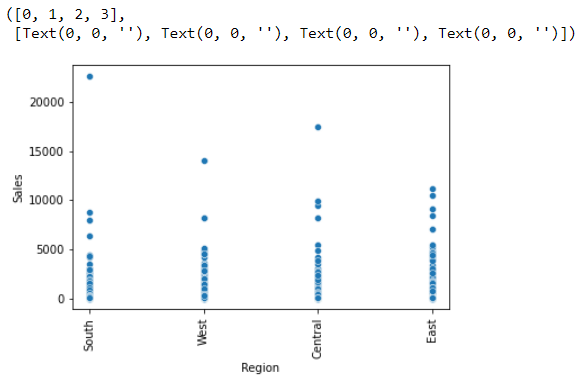 ([0, 1, 2, 3],
[Text(0, 0, ''), Text(0, 0, ''), Text(0, 0, ''), Text(0, 0, '')])
20000
15000
10000
5000
0
Sales
South
West
Central
East
Region